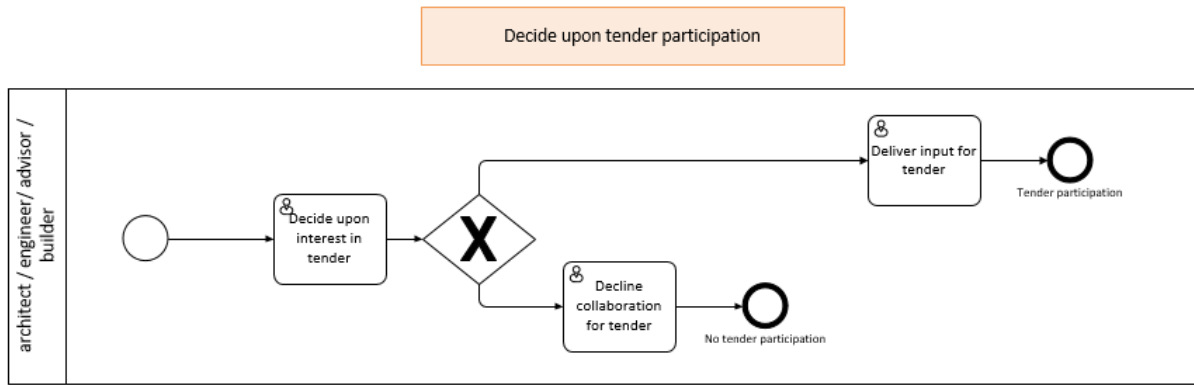 Decide upon tender participation
architect / engineer/ advisor /
builder
Decide upon
interest in
tender
X
Deliver input for
tender
Tender participation
Decline
collaboration
for tender
No tender participation